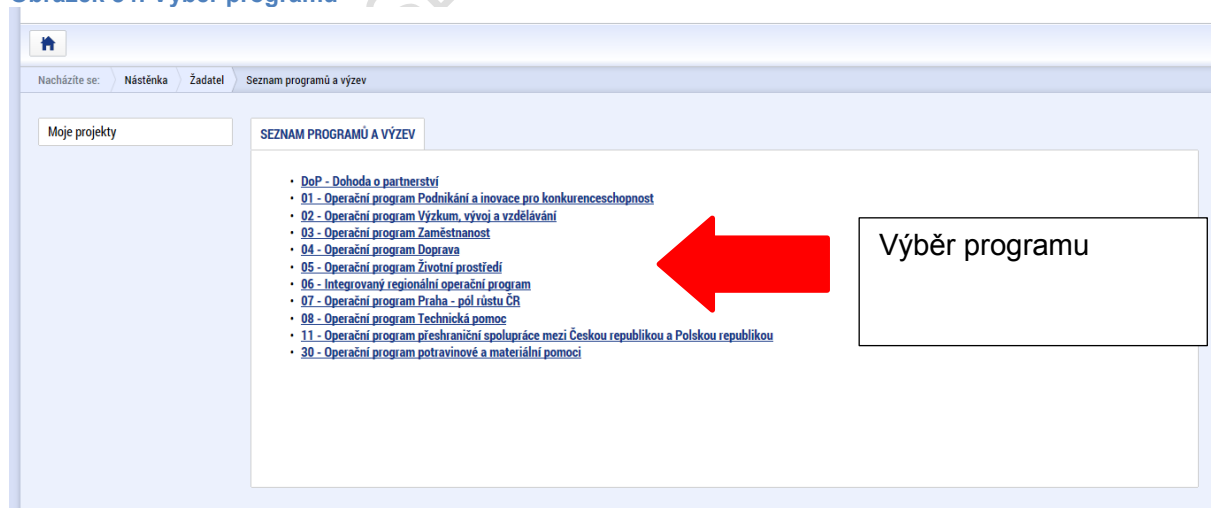 Výběr programu
Nacházíte se: Nástěnka Žadatel Seznam programů a výzev
Moje projekty
SEZNAM PROGRAMŮ A VÝZEV
• DoP - Dohoda o partnerství
• 01 - Operační program Podnikání a inovace pro konkurenceschopnost
• 02 - Operační program Výzkum, vývoj a vzdělávání
• 03 - Operační program Zaměstnanost
• 04 - Operační program Doprava
• 05 - Operační program Životní prostředí
• 06 - Integrovaný regionální operační program
• 07 - Operační program Praha - pól růstu ČR
• 08 - Operační program Technická pomoc
• 11 - Operační program přeshraniční spolupráce mezi Českou republikou a Polskou republikou
• 30 - Operační program potravinové a materiální pomoci
Výběr programu